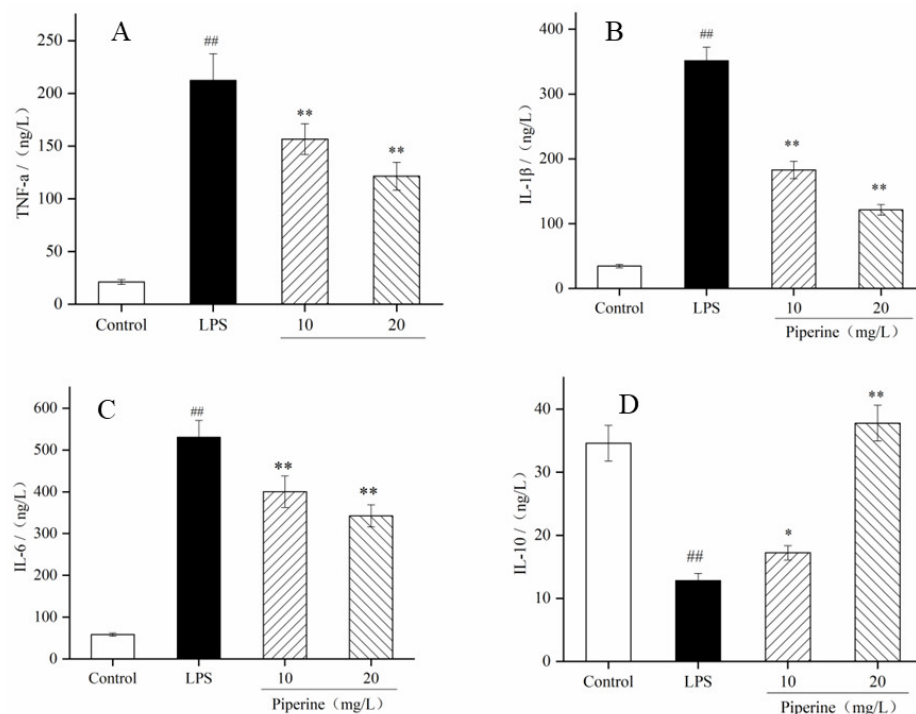 A
TNF-a /（ng/L）
250
200
150
100
50
0
##
**
**
Control LPS 10 20
B
IL-1β /（ng/L）
400
300
200
100
0
##
**
**
Control LPS 10 20
Piperine（mg/L）
C
IL-6 /（ng/L）
600
500
400
300
200
100
0
##
**
**
Control LPS 10 20
Piperine（mg/L）
D
IL-10 /（ng/L）
40
30
20
10
0
##
*
**
Control LPS 10 20
Piperine（mg/L）